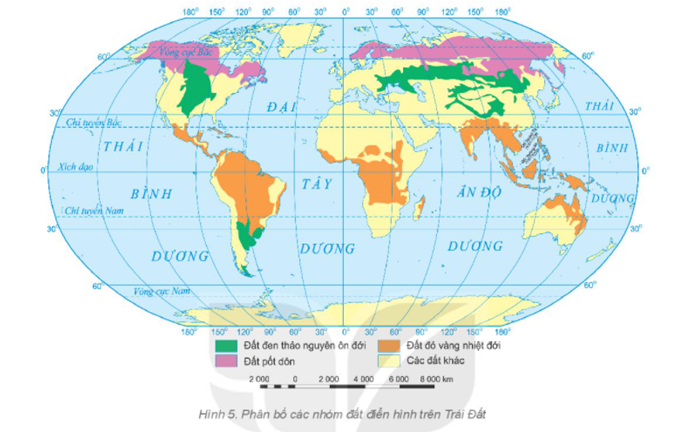 180° 150° 120° 90° 60° 30° 0° 30° 60° 90° 120° 150° 180°
Vòng cực Bắc
60° 60°
ĐẠI
THÁI
30° 30°
Chí tuyến Bắc
THÁI
BÌNH
Xích đạo
0° 0°
BÌNH
TÂY
ẤN ĐỘ
DƯƠNG
Chí tuyến Nam
30° 30°
DƯƠNG
DƯƠNG
DƯƠNG
60° 60°
Vòng cực Nam
180° 150° 120° 90° 60° 30° 0° 30° 60° 90° 120° 150° 180°
Đất đen thảo nguyên ôn đới
Đất đỏ vàng nhiệt đới
Đất pốt dôn
Các đất khác
2 000 0 2 000 4 000 6 000 8 000 km
Hình 5. Phân bố các nhóm đất điển hình trên Trái Đất